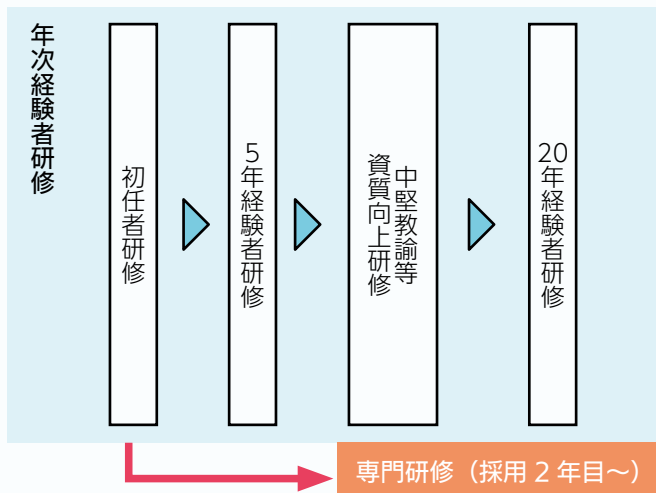 年次経験者研修
初任者研修
5年経験者研修
中堅教諭等
資質向上研修
20年経験者研修
専門研修（採用 2 年目～）